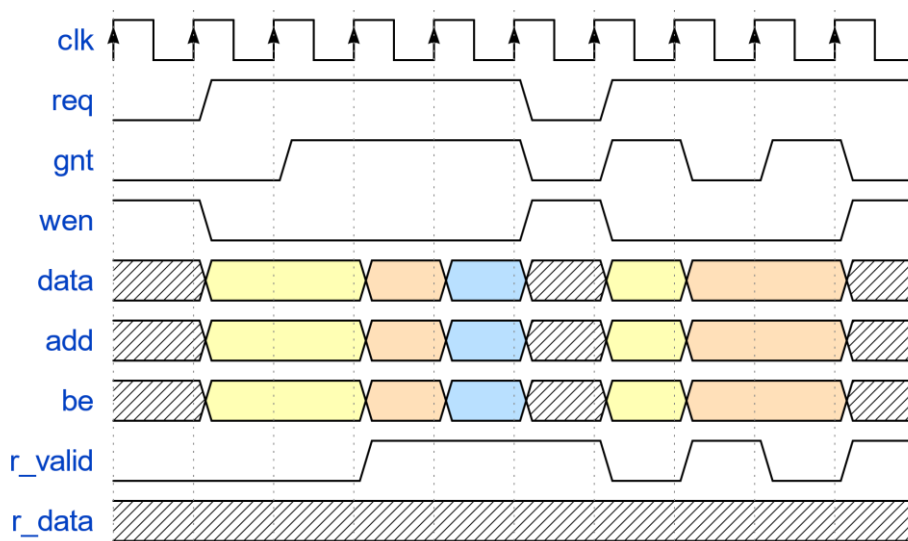 clk
req
gnt
wen
data
add
be
r_valid
r_data